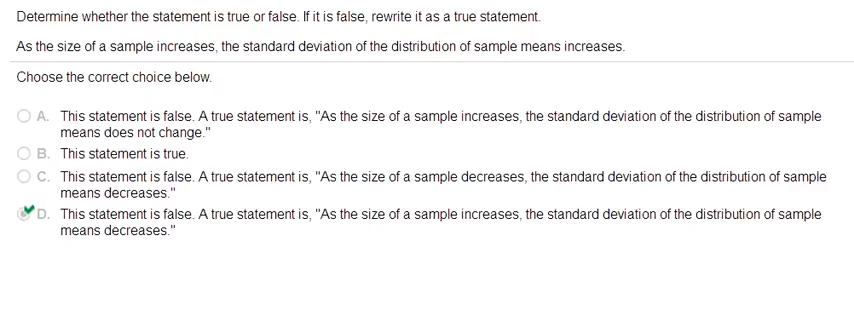 Determine whether the statement is true or false. If it is false, rewrite it as a true statement.
As the size of a sample increases, the standard deviation of the distribution of sample means increases.
Choose the correct choice below.
A. This statement is false. A true statement is, "As the size of a sample increases, the standard deviation of the distribution of sample
means does not change."
B. This statement is true.
C. This statement is false. A true statement is, "As the size of a sample decreases, the standard deviation of the distribution of sample
means decreases."
D. This statement is false. A true statement is, "As the size of a sample increases, the standard deviation of the distribution of sample
means decreases."